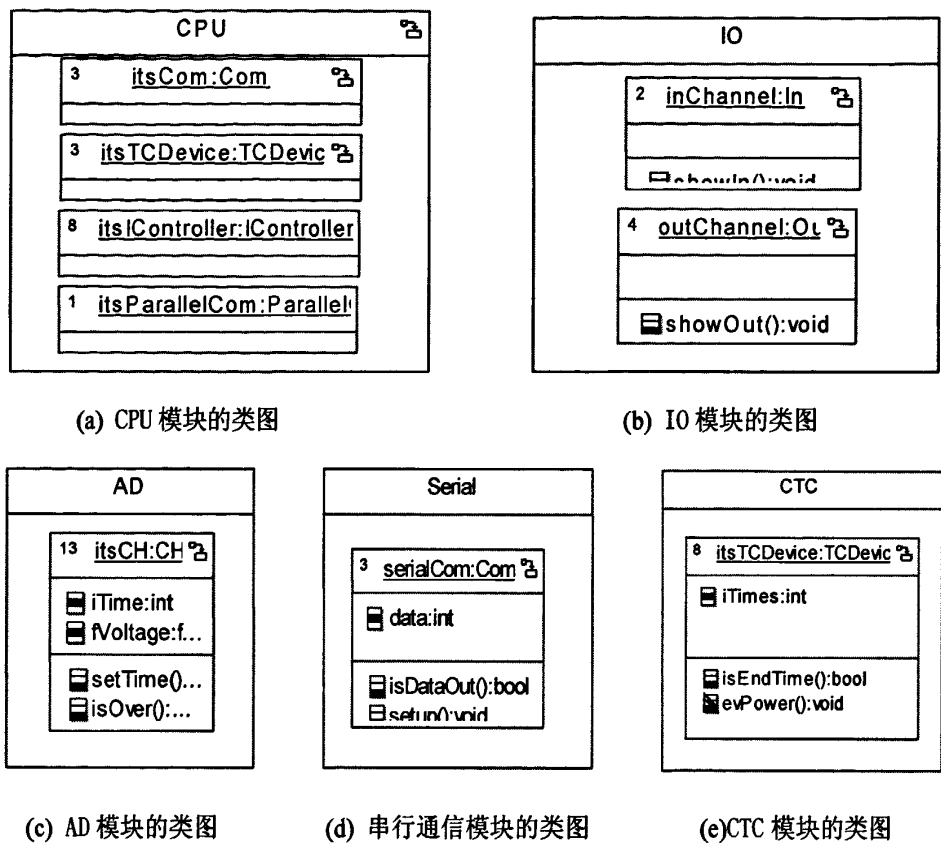 CPU
3 itsCom:Com
3 itsTCDevice:TCDevic
8 itsIController:IController
1 itsParallelCom:Parallel
(a) CPU 模块的类图
IO
2 inChannel:In
showIn():void
4 outChannel:Ou
showOut():void
(b) IO 模块的类图
AD
13 itsCH:CH
iTime:int
fVoltage:f...
setTime()...
isOver():...
(c) AD 模块的类图
Serial
3 serialCom:Com
data:int
isDataOut():bool
setup():void
(d) 串行通信模块的类图
CTC
8 itsTCDevice:TCDevic
iTimes:int
isEndTime():bool
evPower():void
(e)CTC 模块的类图